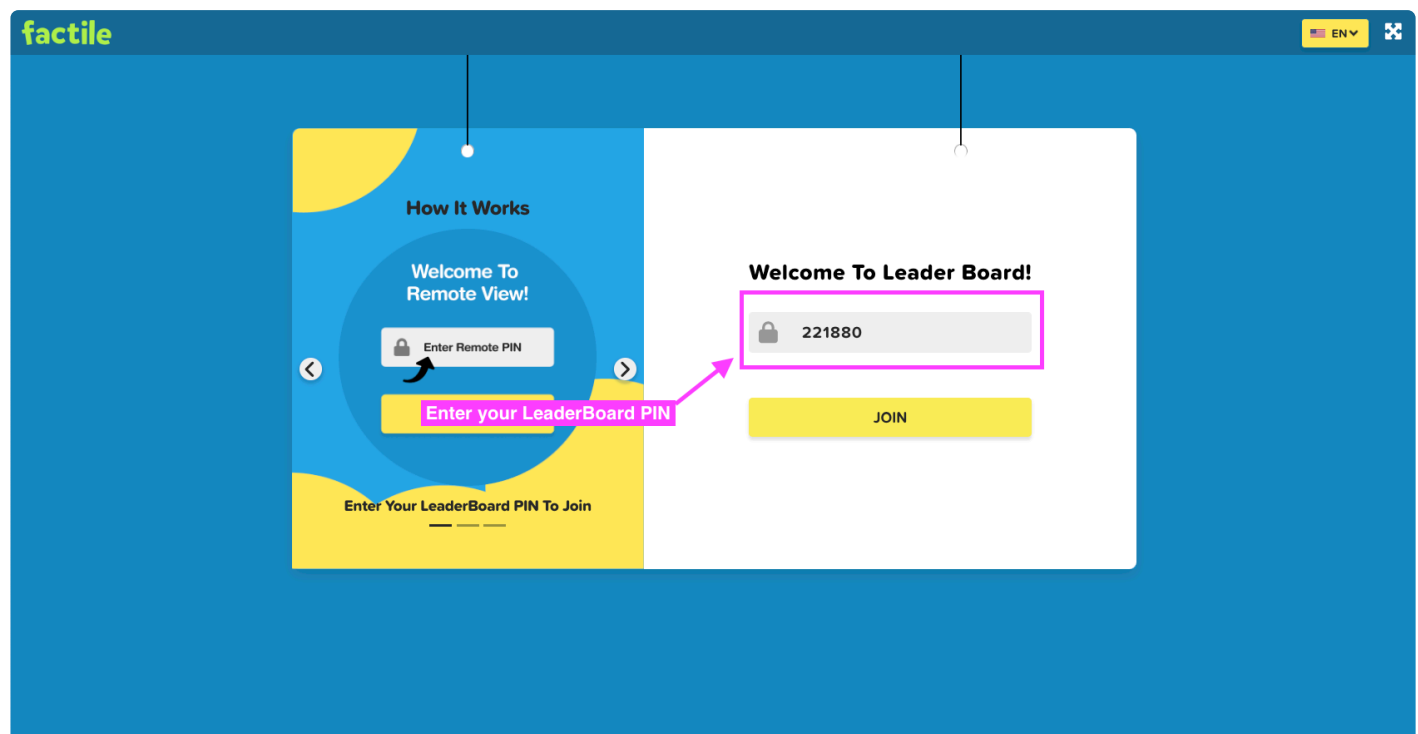 factile
EN
How It Works
Welcome To
Remote View!
Enter Remote PIN
Enter your LeaderBoard PIN
Enter Your LeaderBoard PIN To Join
Welcome To Leader Board!
221880
JOIN